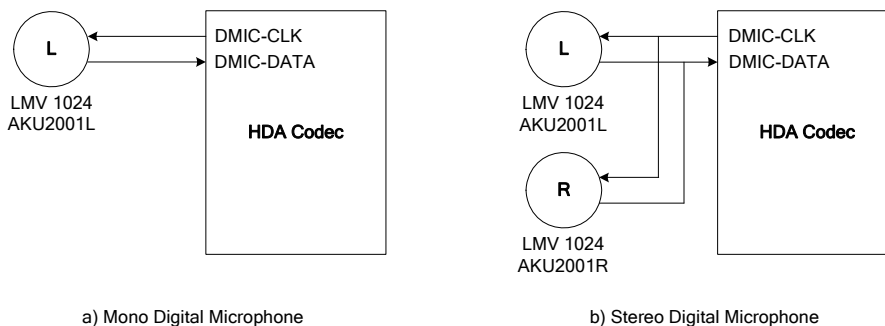 L
DMIC-CLK
DMIC-DATA
LMV 1024
AKU2001L
HDA Codec
a) Mono Digital Microphone
L
DMIC-CLK
DMIC-DATA
LMV 1024
AKU2001L
HDA Codec
R
LMV 1024
AKU2001R
b) Stereo Digital Microphone